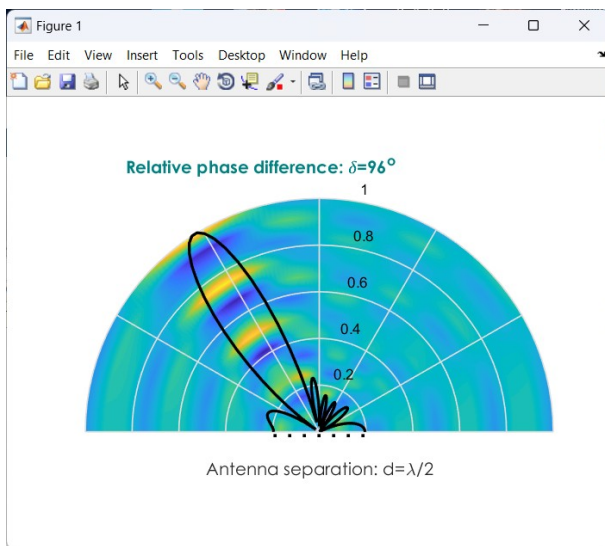 Figure 1
File Edit View Insert Tools Desktop Window Help
Relative phase difference: δ=96°
1
0.8
0.6
0.4
0.2
Antenna separation: d=λ/2